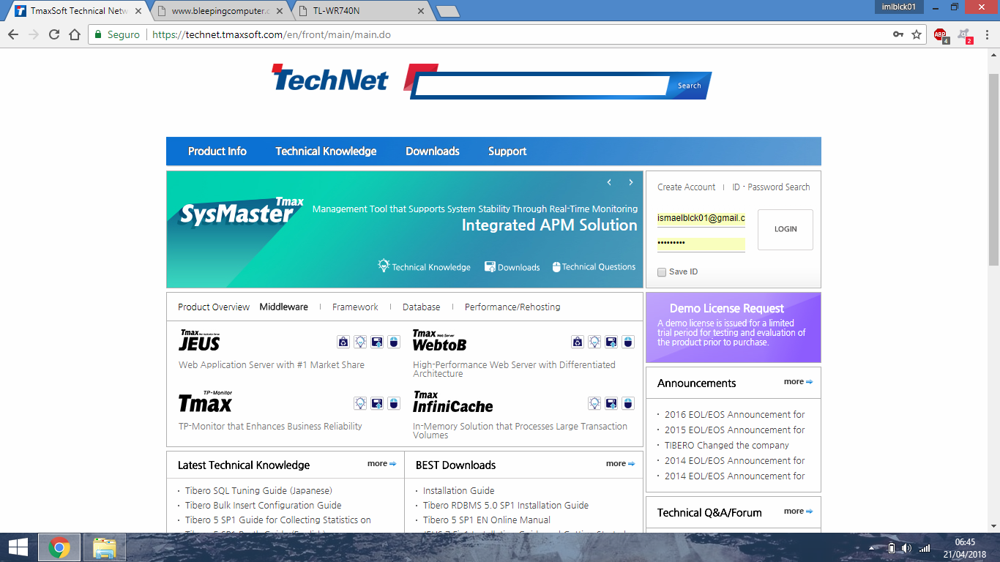 TmaxSoft Technical Netw
www.bleepingcomputer.c
TL-WR740N
imlblck01
Seguro
https://technet.tmaxsoft.com/en/front/main/main.do
ABP
4
2
TechNet
Search
Product Info
Technical Knowledge
Downloads
Support
Tmax
SysMaster
Management Tool that Supports System Stability Through Real-Time Monitoring
Integrated APM Solution
Technical Knowledge
Downloads
Technical Questions
Create Account
ID · Password Search
ismaelblck01@gmail.c
•••••••••
LOGIN
Save ID
Product Overview
Middleware
Framework
Database
Performance/Rehosting
Tmax Web Application Server
JEUS
Web Application Server with #1 Market Share
Tmax Web Server
WebtoB
High-Performance Web Server with Differentiated
Architecture
TP-Monitor
Tmax
TP-Monitor that Enhances Business Reliability
Tmax
InfiniCache
In-Memory Solution that Processes Large Transaction
Volumes
Demo License Request
A demo license is issued for a limited
trial period for testing and evaluation of
the product prior to purchase.
Announcements
more
2016 EOL/EOS Announcement for
2015 EOL/EOS Announcement for
TIBERO Changed the company
2014 EOL/EOS Announcement for
2014 EOL/EOS Announcement for
Latest Technical Knowledge
more
Tibero SQL Tuning Guide (Japanese)
Tibero Bulk Insert Configuration Guide
Tibero 5 SP1 Guide for Collecting Statistics on
BEST Downloads
more
Installation Guide
Tibero RDBMS 5.0 SP1 Installation Guide
Tibero 5 SP1 EN Online Manual
Technical Q&A/Forum
more
06:45
21/04/2018